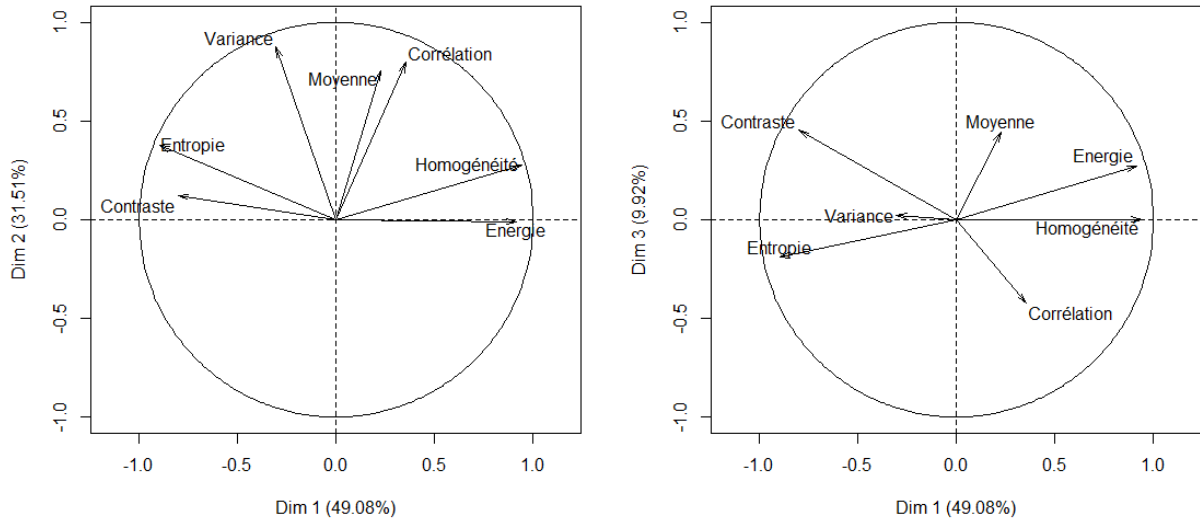 1.0
0.5
0.0
-0.5
-1.0
Dim 2 (31.51%)
Variance
Corrélation
Moyenne
Entropie
Homogénéité
Contraste
Energie
-1.0 -0.5 0.0 0.5 1.0
Dim 1 (49.08%)
1.0
0.5
0.0
-0.5
-1.0
Dim 3 (9.92%)
Contraste
Moyenne
Energie
Variance
Homogénéité
Entropie
Corrélation
-1.0 -0.5 0.0 0.5 1.0
Dim 1 (49.08%)